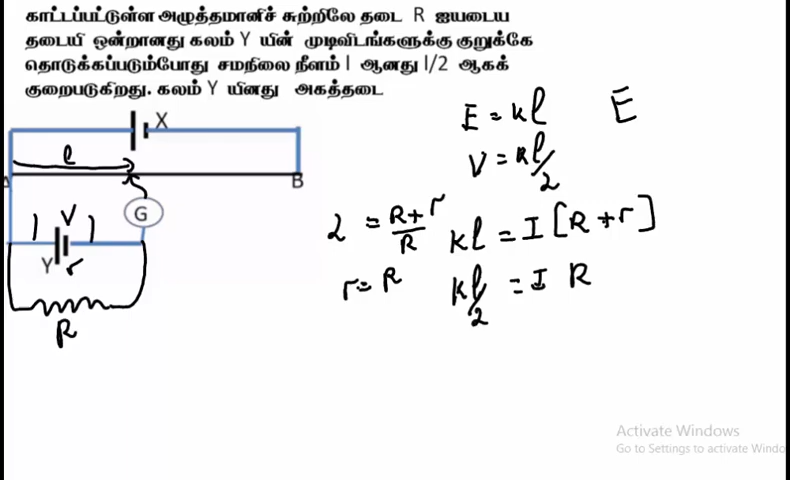 காட்டப்பட்டுள்ள அழுத்தமானிச் சுற்றிலே தடை R ஐயுடைய
தடையி ஒன்றானது கலம் Y யின் முடிவிடங்களுக்கு குறுக்கே
தொடுக்கப்படும்போது சமநிலை நீளம் l ஆனது l/2 ஆகக்
குறைபடுகிறது. கலம் Y யினது அகத்தடை
X
E = kl
E
l
V = kl/2
A
B
G
V
2 = R+r/R
kl = I [R+r]
Y
r
r = R
kl/2 = I R
R
Activate Windows
Go to Settings to activate Windo